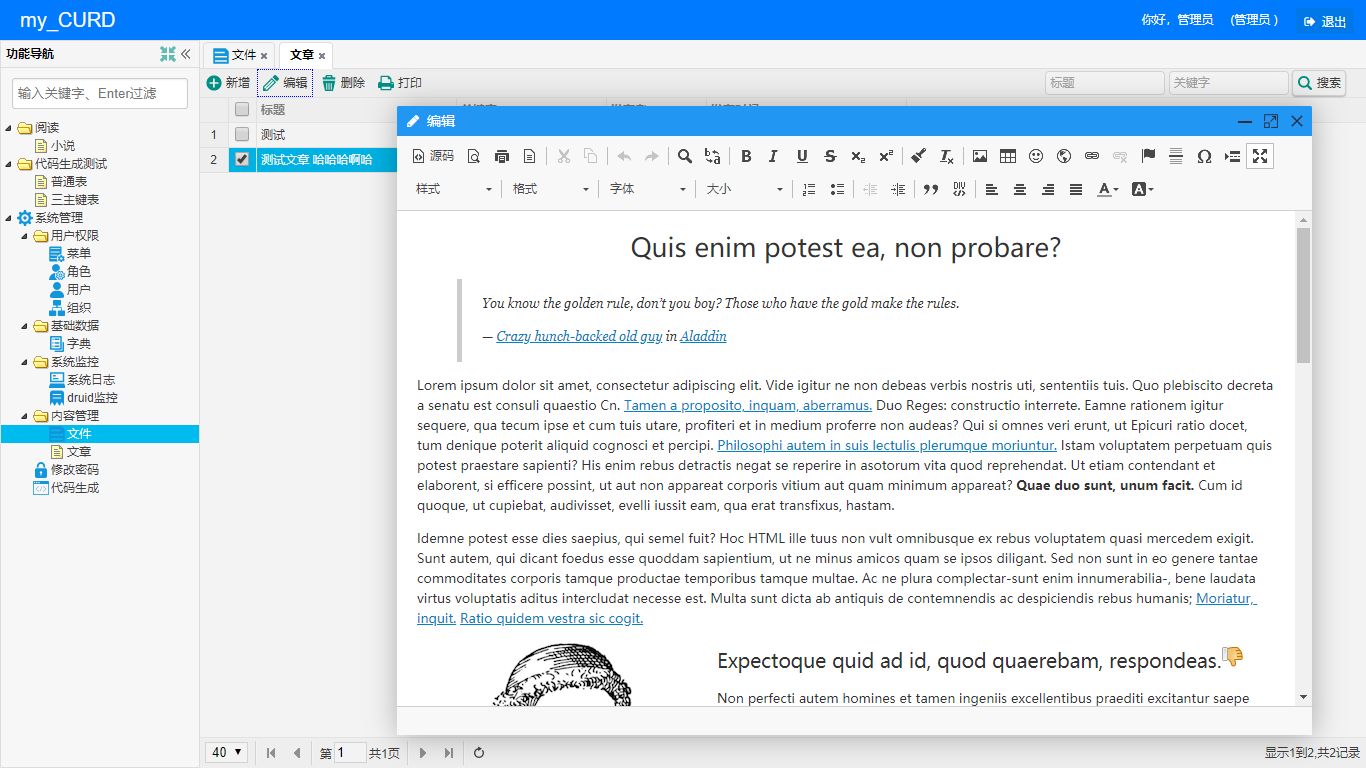 my_CURD
你好，管理员 (管理员 )
退出
功能导航
输入关键字、Enter过滤
阅读
小说
代码生成测试
普通表
三主键表
系统管理
用户权限
菜单
角色
用户
组织
基础数据
字典
系统监控
系统日志
druid监控
内容管理
文件
文章
修改密码
代码生成
文件
文章
新增 编辑 删除 打印
标题 关键字 搜索
标题
1 测试
2 测试文章 哈哈哈啊哈
编辑
源码
样式 格式 字体 大小
Quis enim potest ea, non probare?
You know the golden rule, don’t you boy? Those who have the gold make the rules.
— Crazy hunch-backed old guy in Aladdin
Lorem ipsum dolor sit amet, consectetur adipiscing elit. Vide igitur ne non debeas verbis nostris uti, sententiis tuis. Quo plebiscito decreta
a senatu est consuli quaestio Cn. Tamen a proposito, inquam, aberramus. Duo Reges: constructio interrete. Eamne rationem igitur
sequere, qua tecum ipse et cum tuis utare, profiteri et in medium proferre non audeas? Qui si omnes veri erunt, ut Epicuri ratio docet,
tum denique poterit aliquid cognosci et percipi. Philosophi autem in suis lectulis plerumque moriuntur. Istam voluptatem perpetuam quis
potest praestare sapienti? His enim rebus detractis negat se reperire in asotorum vita quod reprehendat. Ut etiam contendant et
elaborent, si efficere possint, ut aut non appareat corporis vitium aut quam minimum appareat? Quae duo sunt, unum facit. Cum id
quoque, ut cupiebat, audivisset, evelli iussit eam, qua erat transfixus, hastam.
Idemne potest esse dies saepius, qui semel fuit? Hoc HTML ille tuus non vult omnibusque ex rebus voluptatem quasi mercedem exigit.
Sunt autem, qui dicant foedus esse quoddam sapientium, ut ne minus amicos quam se ipsos diligant. Sed non sunt in eo genere tantae
commoditates corporis tamque productae temporibus tamque multae. Ac ne plura complectar-sunt enim innumerabilia-, bene laudata
virtus voluptatis aditus intercludat necesse est. Multa sunt dicta ab antiquis de contemnendis ac despiciendis rebus humanis; Moriatur,
inquit. Ratio quidem vestra sic cogit.
Expectoque quid ad id, quod quaerebam, respondeas.
Non perfecti autem homines et tamen ingeniis excellentibus praediti excitantur saepe
40 第 1 共1页
显示1到2,共2记录